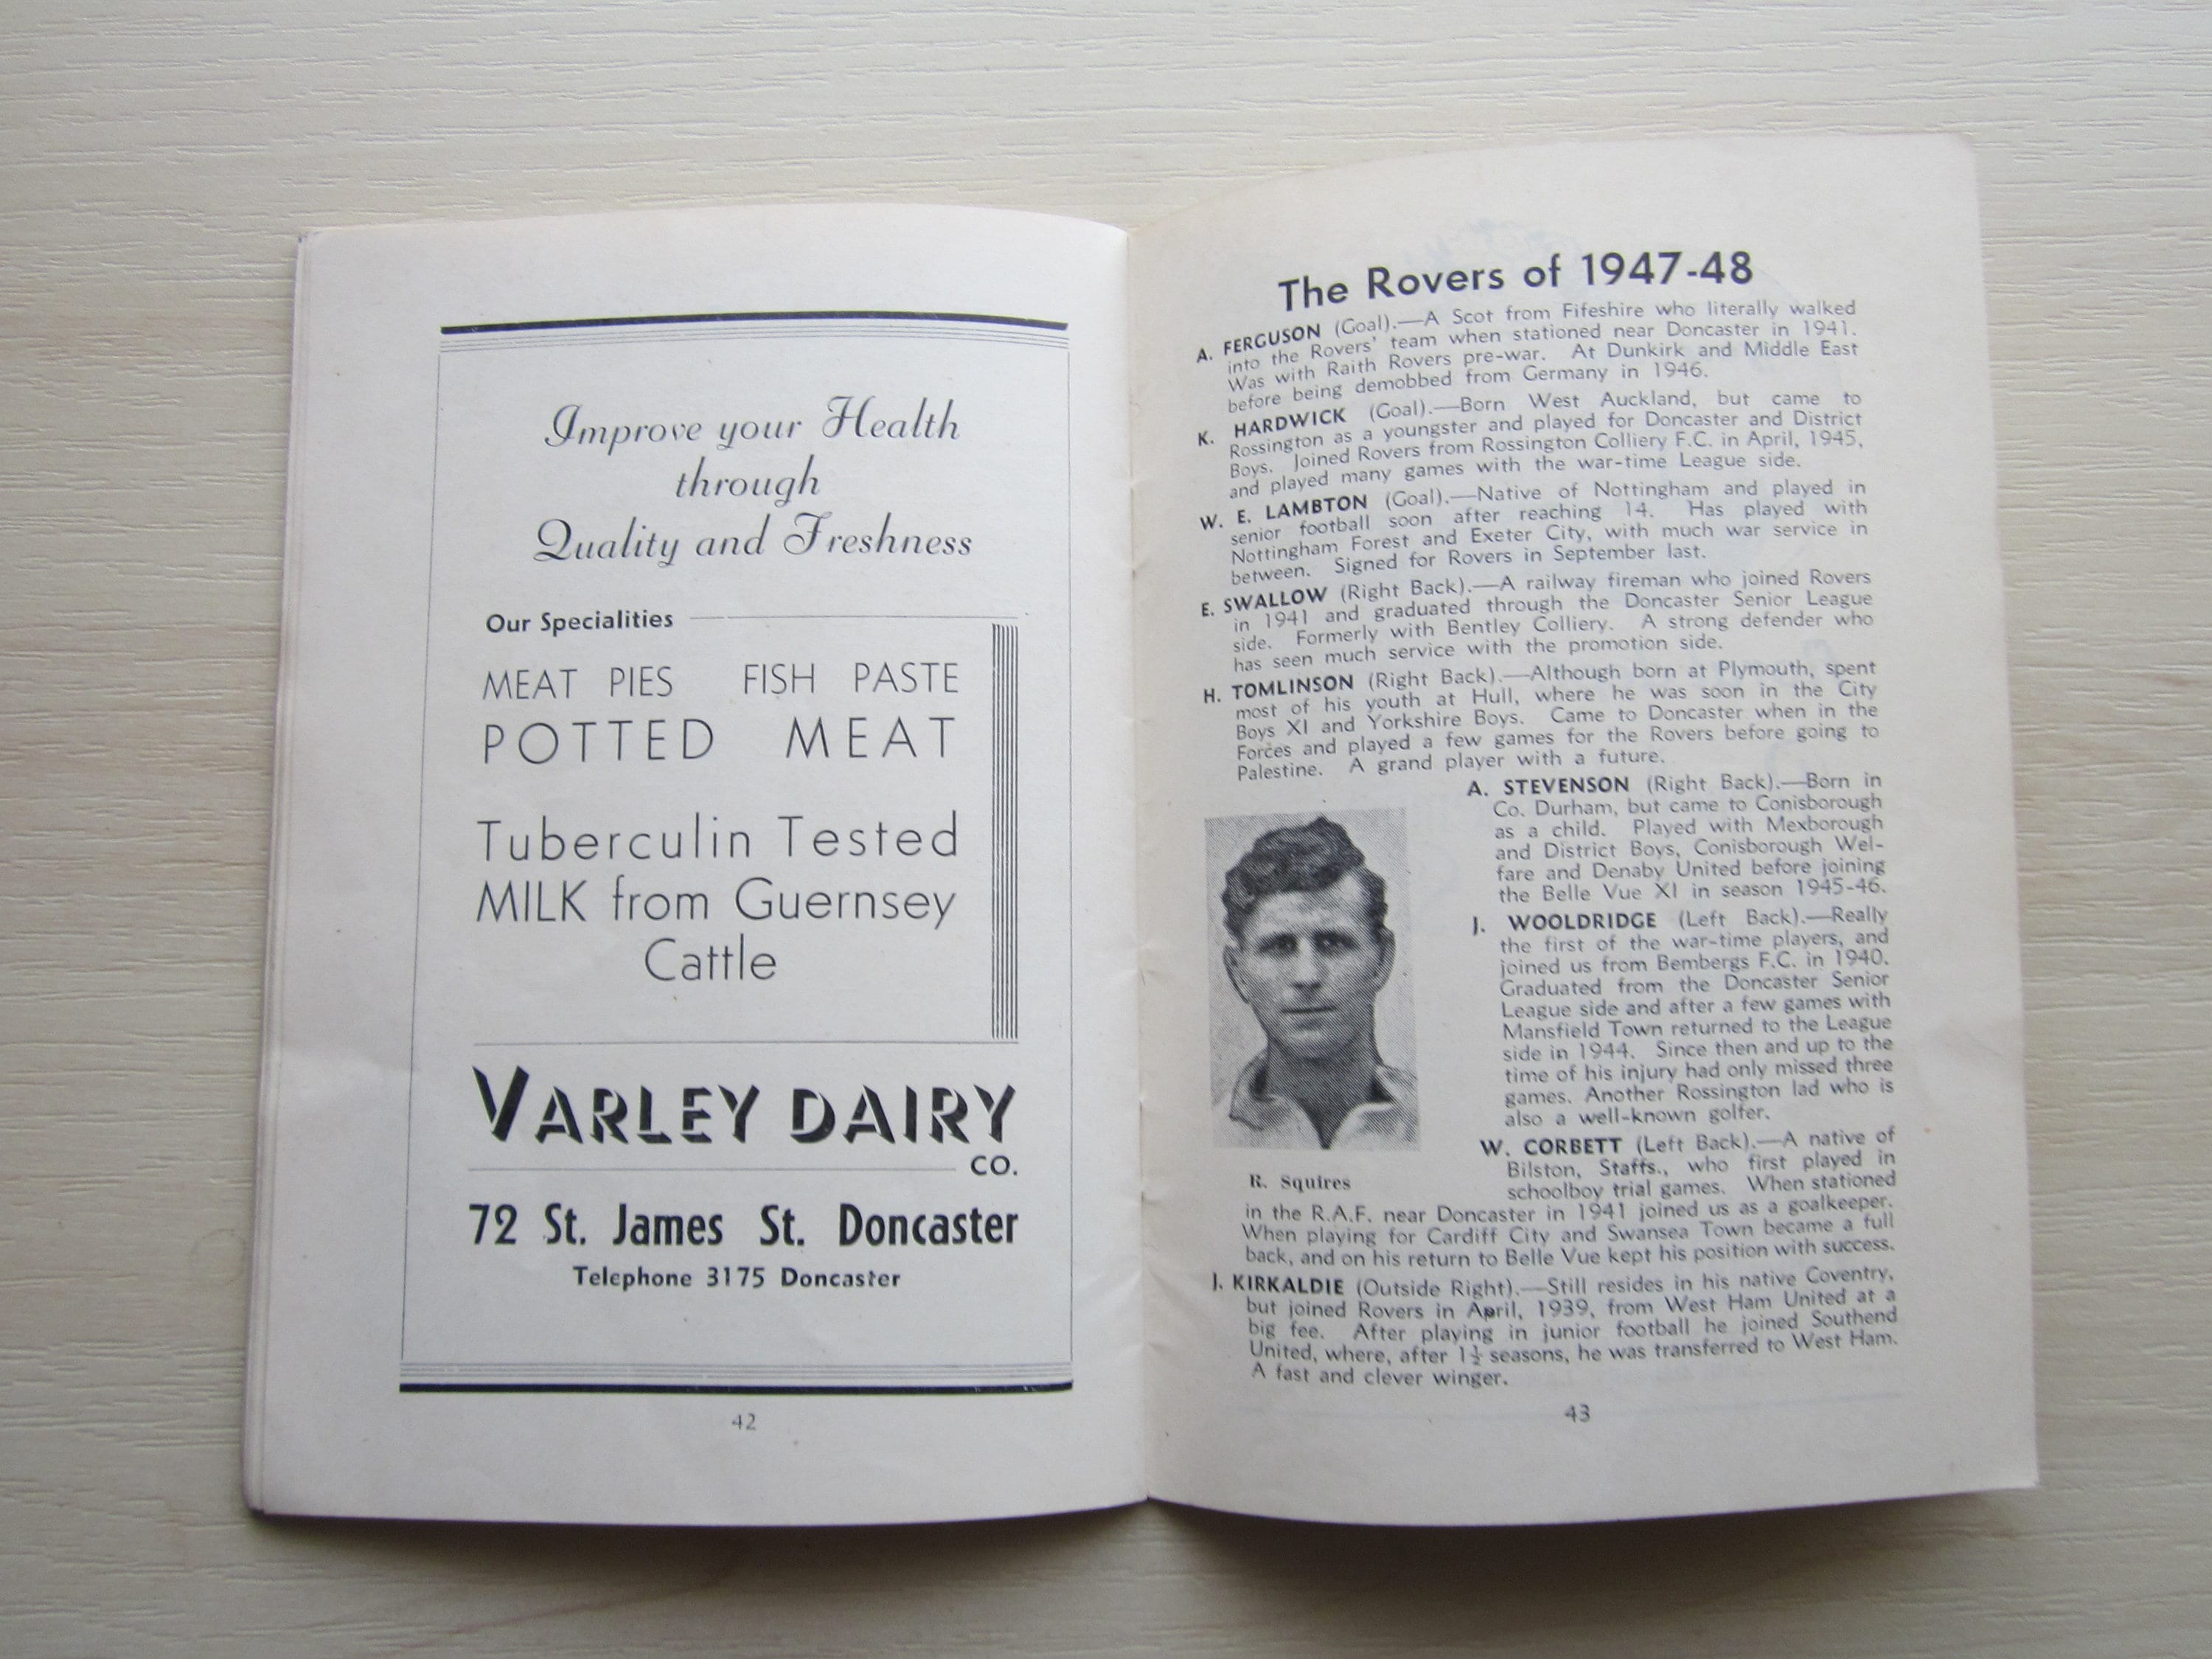 Improve your Health
through
Quality and Freshness
Our Specialities
MEAT PIES FISH PASTE
POTTED MEAT
Tuberculin Tested
MILK from Guernsey
Cattle
VARLEY DAIRY
CO.
72 St. James St. Doncaster
Telephone 3175 Doncaster
42
The Rovers of 1947-48
A. FERGUSON (Goal).—A Scot from Fifeshire who literally walked
into the Rovers' team when stationed near Doncaster in 1941.
Was with Raith Rovers pre-war. At Dunkirk and Middle East
before being demobbed from Germany in 1946.
K. HARDWICK (Goal).—Born West Auckland, but came to
Rossington as a youngster and played for Doncaster and District
Boys. Joined Rovers from Rossington Colliery F.C. in April, 1945,
and played many games with the war-time League side.
W. E. LAMBTON (Goal).—Native of Nottingham and played in
senior football soon after reaching 14. Has played with
Nottingham Forest and Exeter City, with much war service in
between. Signed for Rovers in September last.
E. SWALLOW (Right Back).—A railway fireman who joined Rovers
in 1941 and graduated through the Doncaster Senior League
side. Formerly with Bentley Colliery. A strong defender who
has seen much service with the promotion side.
H. TOMLINSON (Right Back).—Although born at Plymouth, spent
most of his youth at Hull, where he was soon in the City
Boys XI and Yorkshire Boys. Came to Doncaster when in the
Forces and played a few games for the Rovers before going to
Palestine. A grand player with a future.
A. STEVENSON (Right Back).—Born in
Co. Durham, but came to Conisborough
as a child. Played with Mexborough
and District Boys, Conisborough Wel-
fare and Denaby United before joining
the Belle Vue XI in season 1945-46.
J. WOOLDRIDGE (Left Back).—Really
the first of the war-time players, and
joined us from Bembergs F.C. in 1940.
Graduated from the Doncaster Senior
League side and after a few games with
Mansfield Town returned to the League
side in 1944. Since then and up to the
time of his injury had only missed three
games. Another Rossington lad who is
also a well-known golfer.
R. Squires
W. CORBETT (Left Back).—A native of
Bilston, Staffs., who first played in
schoolboy trial games. When stationed
in the R.A.F. near Doncaster in 1941 joined us as a goalkeeper.
When playing for Cardiff City and Swansea Town became a full
back, and on his return to Belle Vue kept his position with success.
J. KIRKALDIE (Outside Right).—Still resides in his native Coventry,
but joined Rovers in April, 1939, from West Ham United at a
big fee. After playing in junior football he joined Southend
United, where, after 1½ seasons, he was transferred to West Ham.
A fast and clever winger.
43